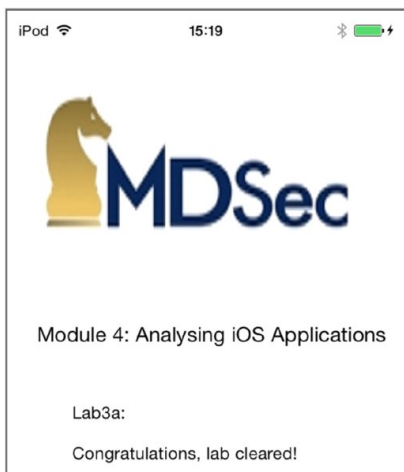 iPod 15:19
MDSec
Module 4: Analysing iOS Applications
Lab3a:
Congratulations, lab cleared!